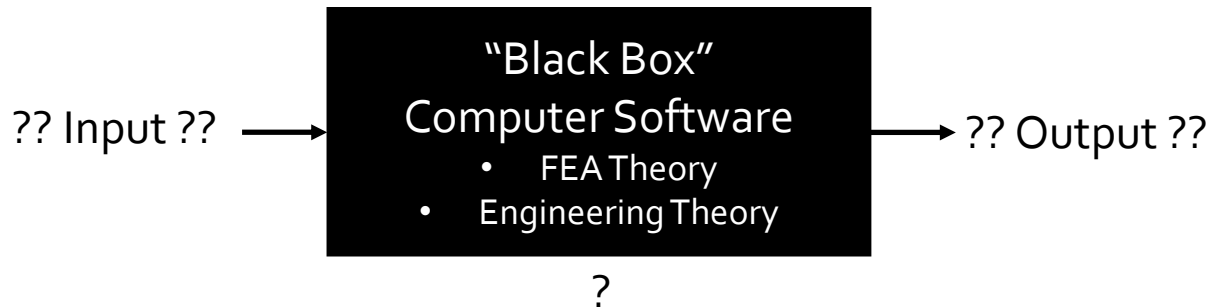 “Black Box”
Computer Software
?? Input ??
?? Output ??
• FEA Theory
• Engineering Theory
?